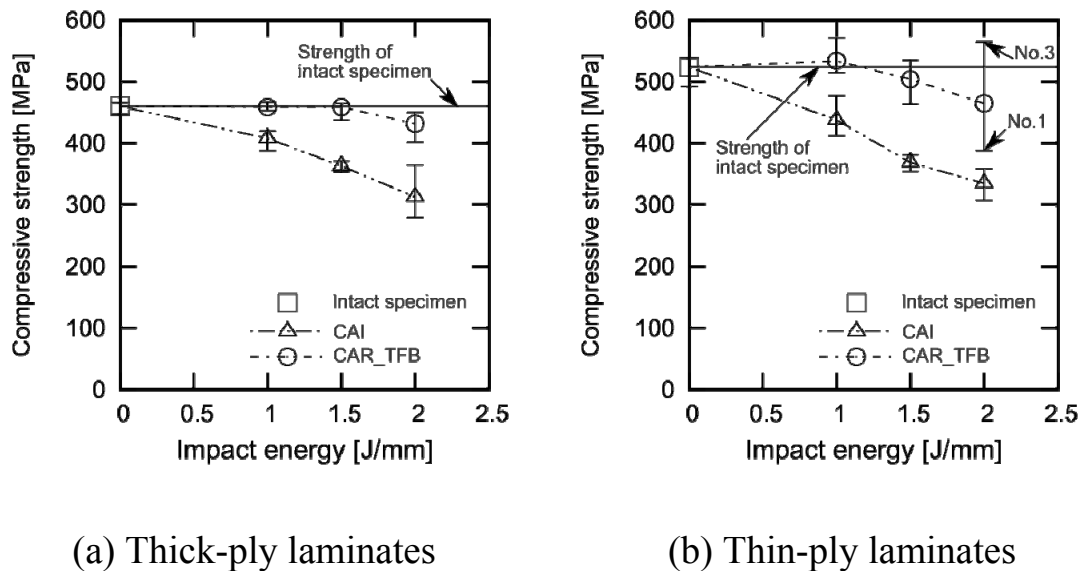 600
500
400
300
200
100
0
Compressive strength [MPa]
Strength of
intact specimen
Intact specimen
CAI
CAR_TFB
0
0.5
1
1.5
2
2.5
Impact energy [J/mm]
(a) Thick-ply laminates
600
500
400
300
200
100
0
Compressive strength [MPa]
No.3
No.1
Strength of
intact specimen
Intact specimen
CAI
CAR_TFB
0
0.5
1
1.5
2
2.5
Impact energy [J/mm]
(b) Thin-ply laminates